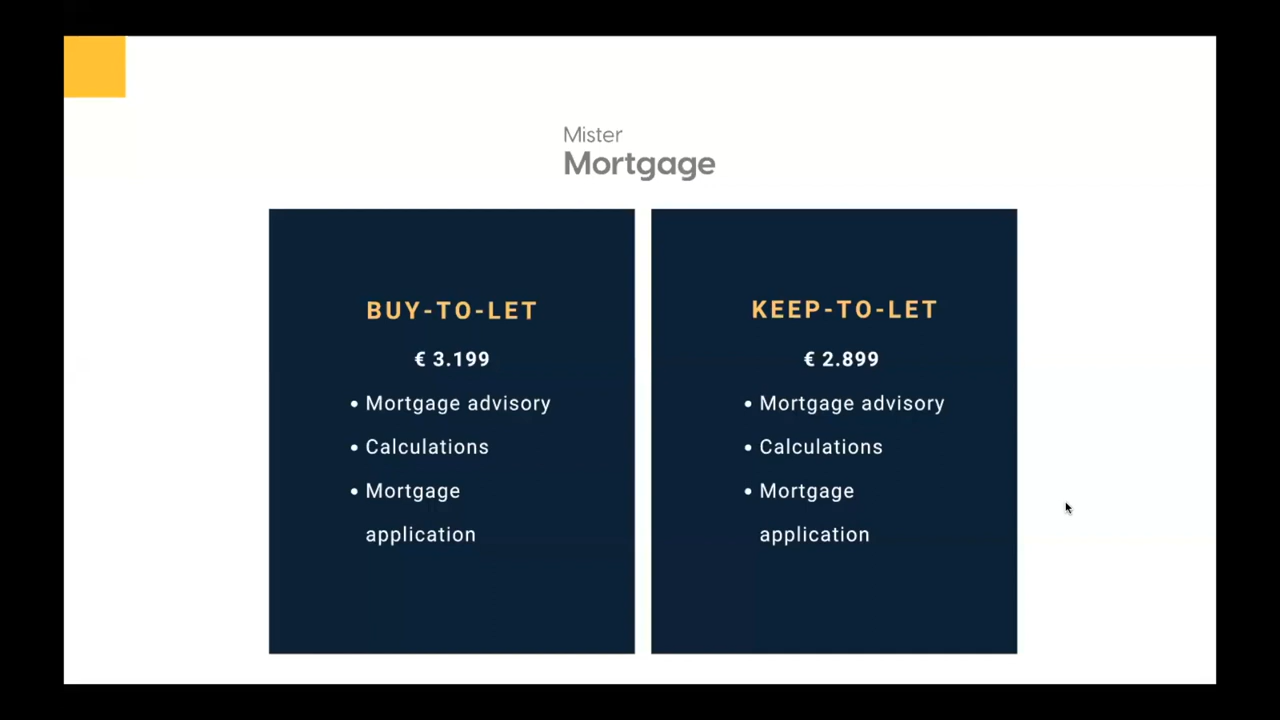 Mister
Mortgage
BUY-TO-LET
€ 3.199
• Mortgage advisory
• Calculations
• Mortgage
application
KEEP-TO-LET
€ 2.899
• Mortgage advisory
• Calculations
• Mortgage
application